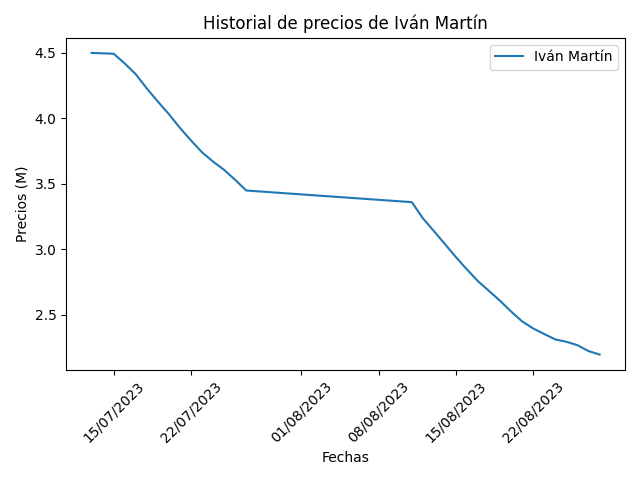 Historial de precios de Iván Martín
Iván Martín
Precios (M)
4.5
4.0
3.5
3.0
2.5
15/07/2023
22/07/2023
01/08/2023
08/08/2023
15/08/2023
22/08/2023
Fechas